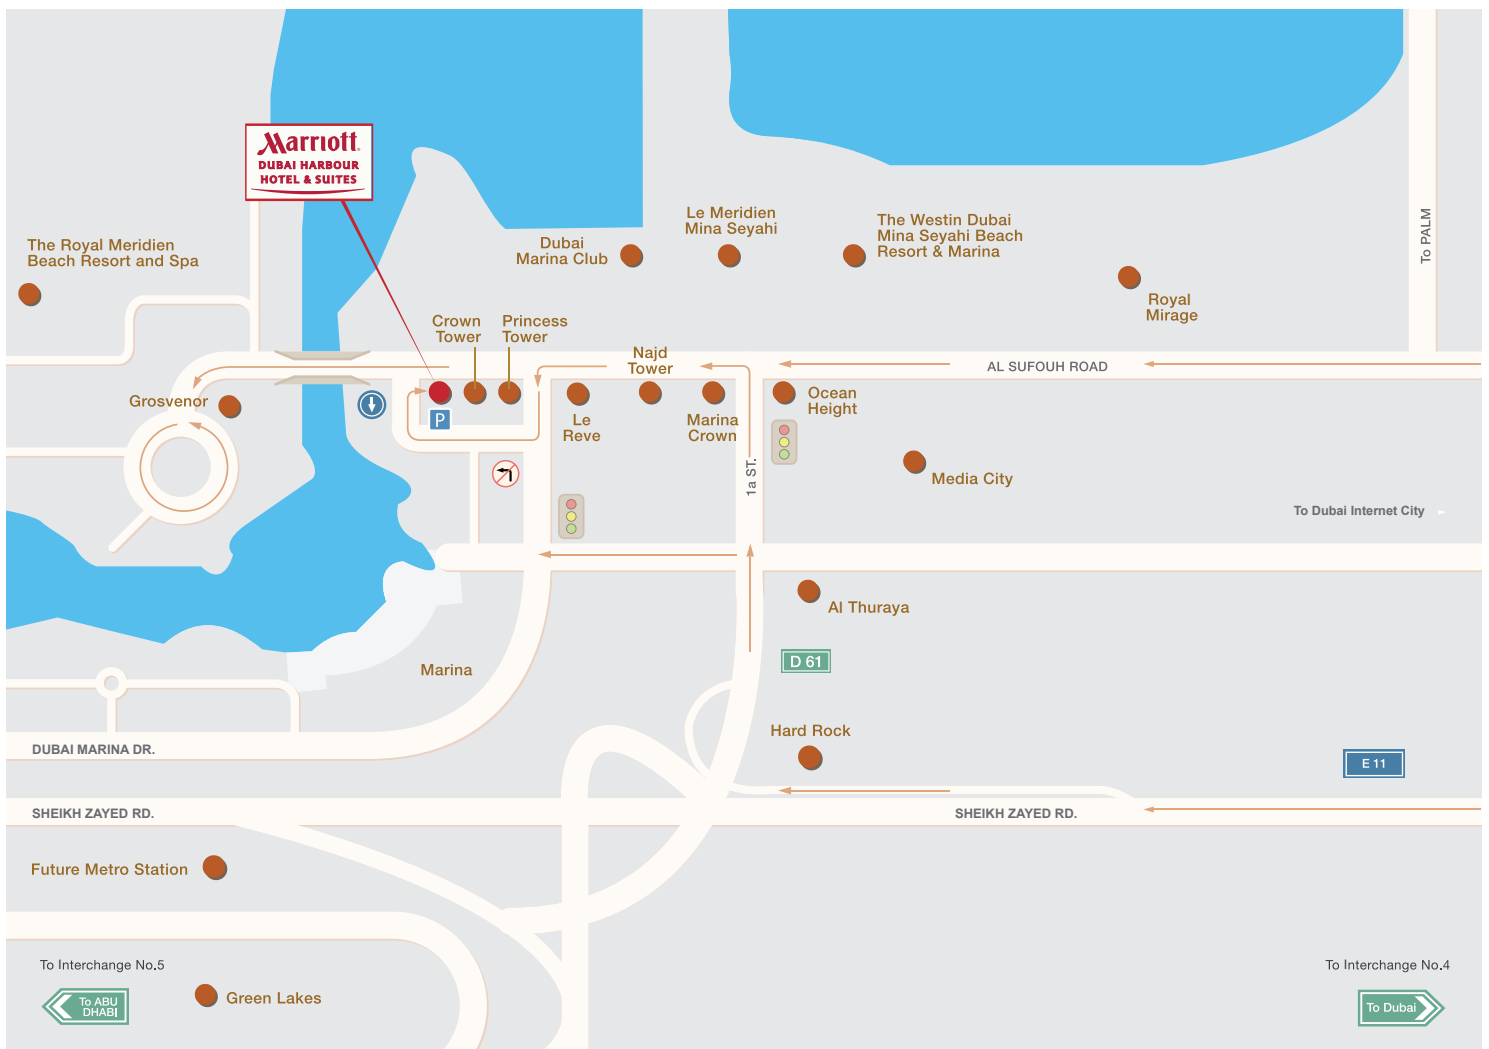 Marriott
DUBAI HARBOUR
HOTEL & SUITES
The Royal Meridien
Beach Resort and Spa
Dubai
Marina Club
Le Meridien
Mina Seyahi
The Westin Dubai
Mina Seyahi Beach
Resort & Marina
To PALM
Royal
Mirage
Crown
Tower
Princess
Tower
Najd
Tower
AL SUFOUH ROAD
Grosvenor
P
Le
Reve
Marina
Crown
Ocean
Height
1a ST.
Media City
To Dubai Internet City
Al Thuraya
D 61
Marina
Hard Rock
DUBAI MARINA DR.
E 11
SHEIKH ZAYED RD.
SHEIKH ZAYED RD.
Future Metro Station
To Interchange No.5
To ABU
DHABI
Green Lakes
To Interchange No.4
To Dubai